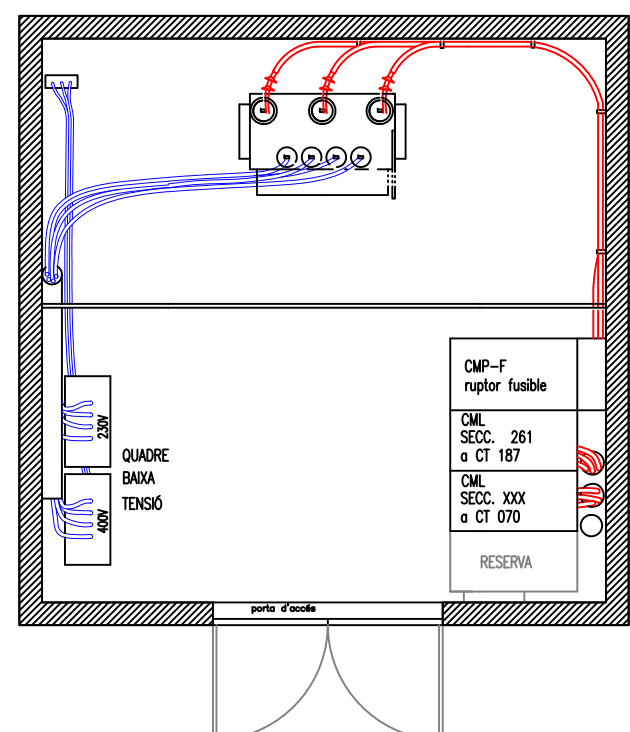 CMP-F
ruptor fusible
CML
SECC. 261
a CT 187
CML
SECC. XXX
a CT 070
RESERVA
230V
400V
QUADRE
BAIXA
TENSIÓ
porta d'accés